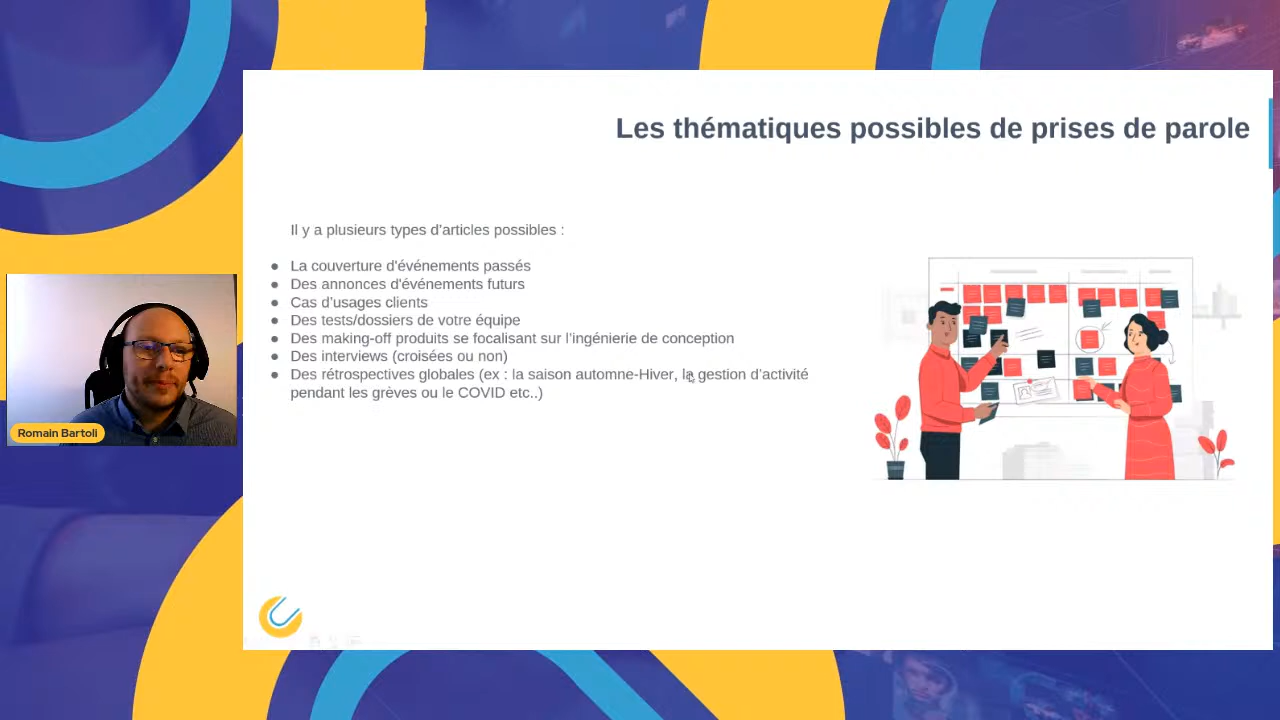 Les thématiques possibles de prises de parole
Il y a plusieurs types d'articles possibles :
● La couverture d'événements passés
● Des annonces d'événements futurs
● Cas d'usages clients
● Des tests/dossiers de votre équipe
● Des making-off produits se focalisant sur l'ingénierie de conception
● Des interviews (croisées ou non)
● Des rétrospectives globales (ex : la saison automne-Hiver, la gestion d'activité
pendant les grèves ou le COVID etc..)
Romain Bartoli